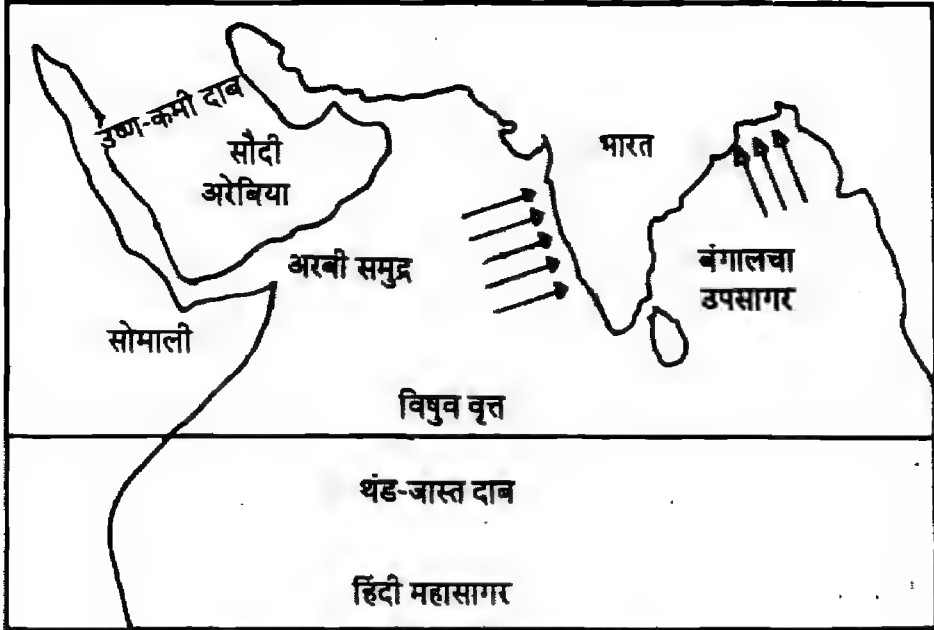 उष्ण-कमी दाब
सौदी
अरेबिया
भारत
अरबी समुद्र
बंगालचा
उपसागर
सोमाली
विषुव वृत्त
थंड-जास्त दाब
हिंदी महासागर